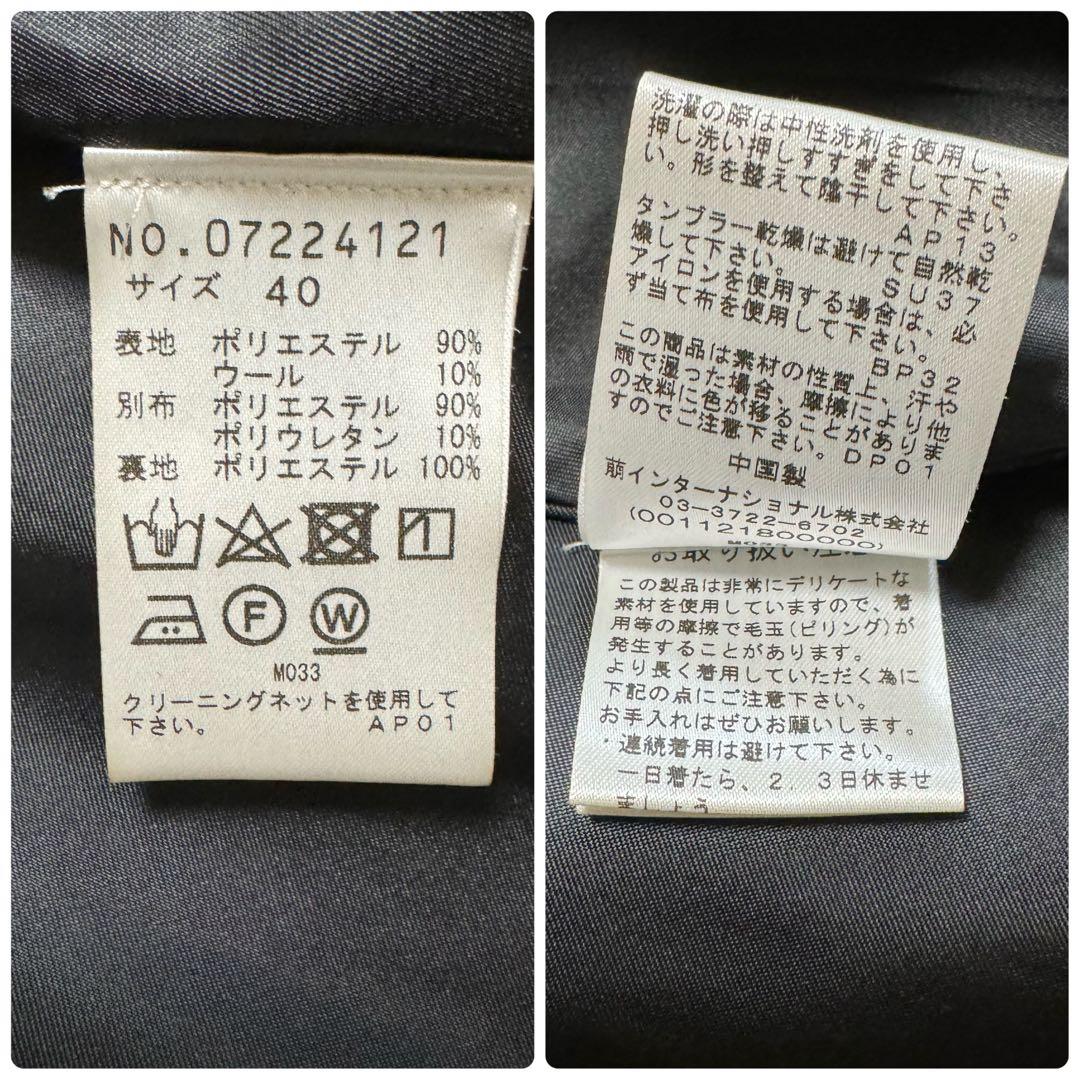 NO.07224121
サイズ 40
表地 ポリエステル 90%
ウール 10%
別布 ポリエステル 90%
ポリウレタン 10%
裏地 ポリエステル 100%
F
W
M033
クリーニングネットを使用して
下さい。 AP01
洗濯の際は中性洗剤を使用し、
押し洗い押しすすぎをして下さ
い。形を整えて陰干し下さい。
AP13
タンブラー乾燥は避けて自然乾
燥して下さい。 SU37
アイロンを使用する場合は、必
ず当て布を使用して下さい。
BP32
この商品は素材の性質上、汗や
雨で湿った場合、摩擦により他
の衣料に色が移ることがありま
すのでご注意下さい。DP01
中国製
萌インターナショナル株式会社
03-3722-6702
(001121800000)
お取り扱い注意
この製品は非常にデリケートな
素材を使用していますので、着
用等の摩擦で毛玉(ピリング)が
発生することがあります。
より長く着用していただく為に
下記の点にご注意下さい。
お手入れはぜひお願いします。
・連続着用は避けて下さい。
一日着たら、2、3日休ませ